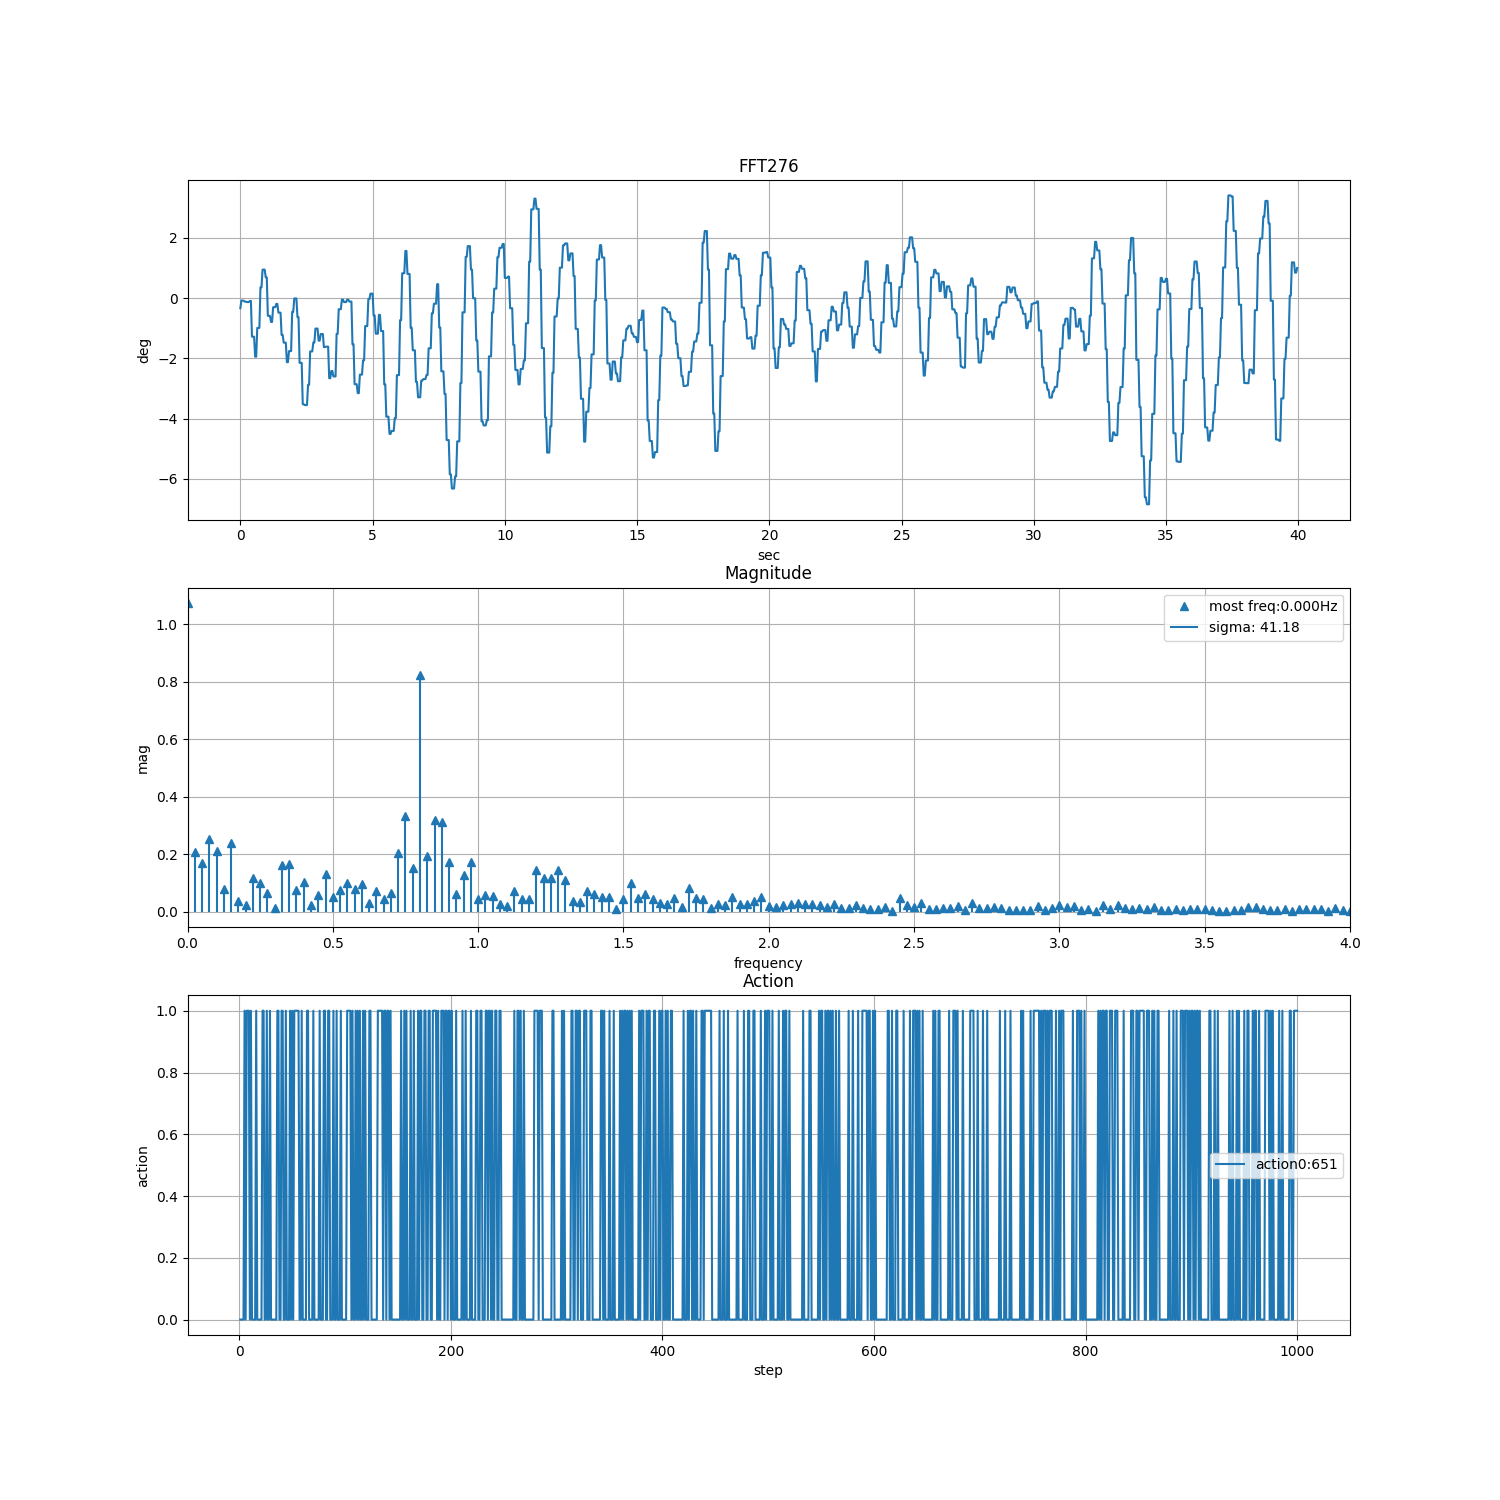 FFT276
2
0
−2
−4
−6
deg
0 5 10 15 20 25 30 35 40
sec
Magnitude
most freq:0.000Hz
sigma: 41.18
1.0
0.8
0.6
0.4
0.2
0.0
mag
0.0 0.5 1.0 1.5 2.0 2.5 3.0 3.5 4.0
frequency
Action
1.0
0.8
0.6
0.4
0.2
0.0
action
action0:651
0 200 400 600 800 1000
step